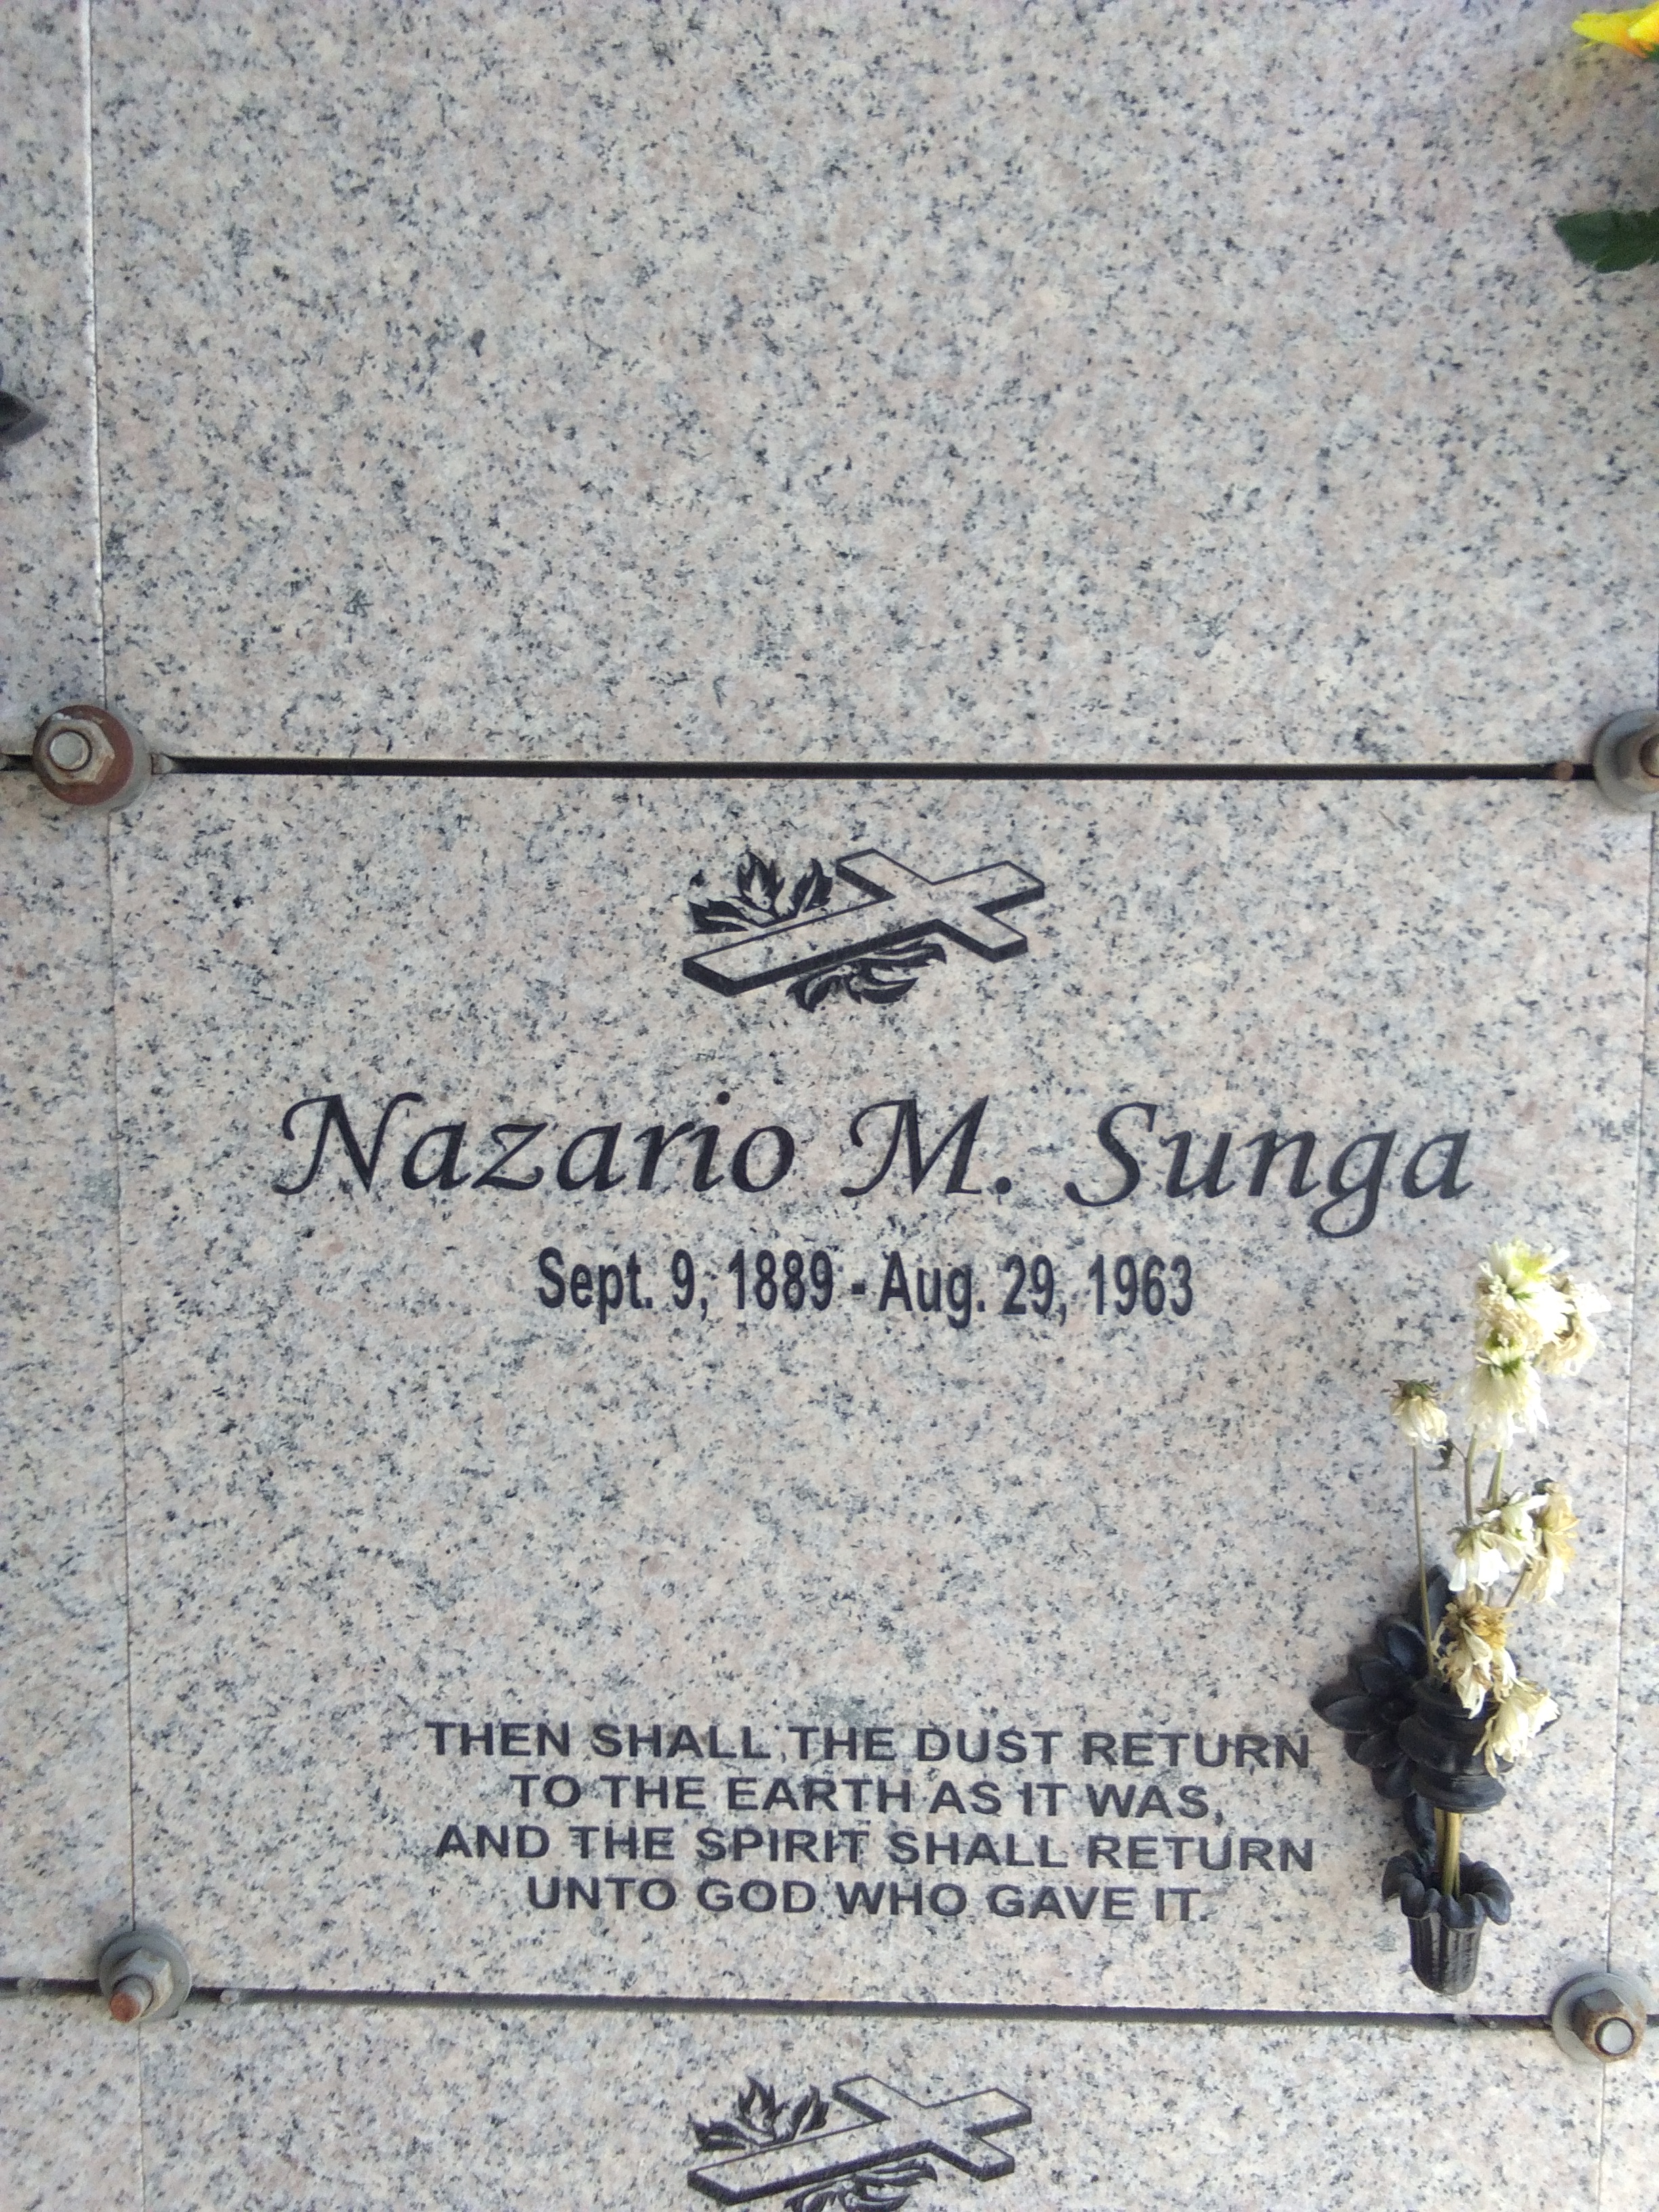 Nazario M. Sunga
Sept. 9, 1889 - Aug. 29, 1963
THEN SHALL THE DUST RETURN
TO THE EARTH AS IT WAS,
AND THE SPIRIT SHALL RETURN
UNTO GOD WHO GAVE IT.